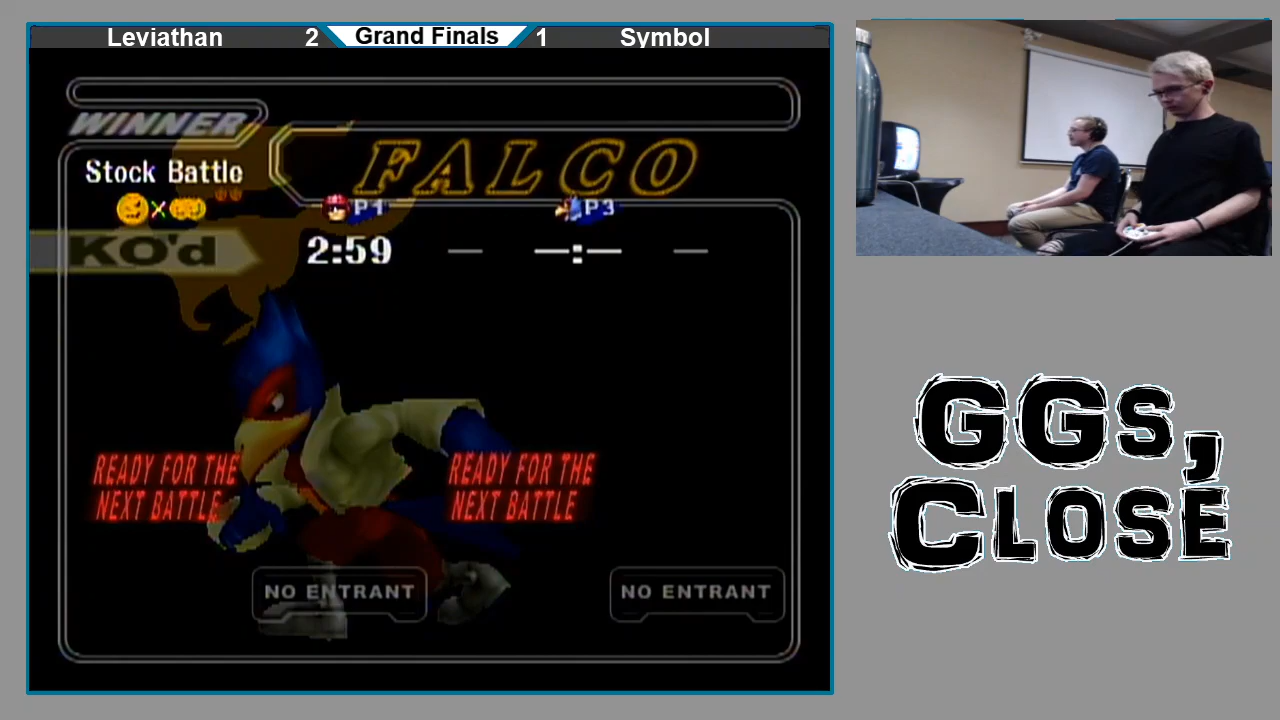 Leviathan 2 Grand Finals 1 Symbol
WINNER
FALCO
Stock Battle
P1 P3
KO'd 2:59 — —:— —
READY FOR THE
NEXT BATTLE
READY FOR THE
NEXT BATTLE
NO ENTRANT NO ENTRANT
GGs,
Close